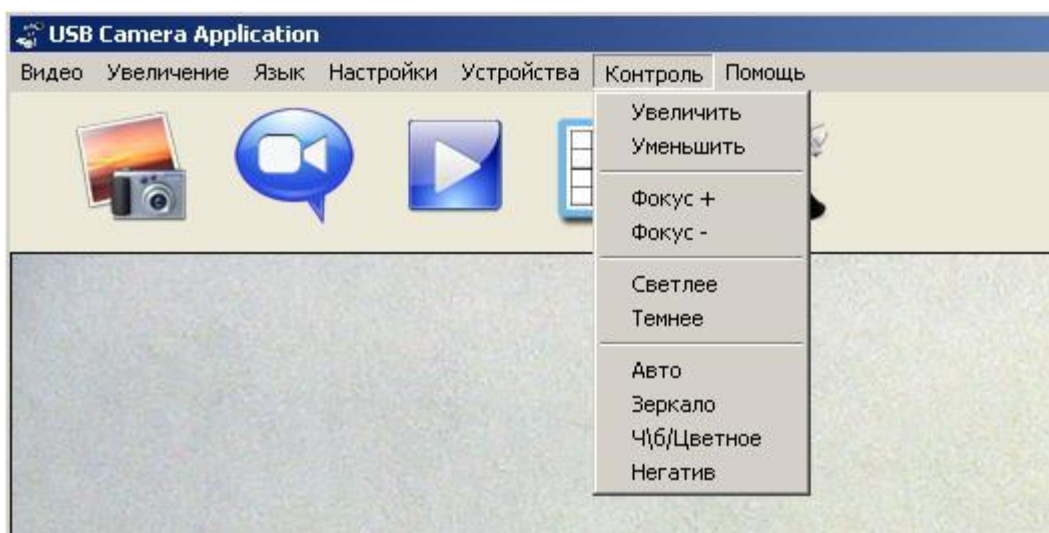 USB Camera Application
Видео Увеличение Язык Настройки Устройства Контроль Помощь
Увеличить
Уменьшить
Фокус +
Фокус -
Светлее
Темнее
Авто
Зеркало
Ч\б/Цветное
Негатив